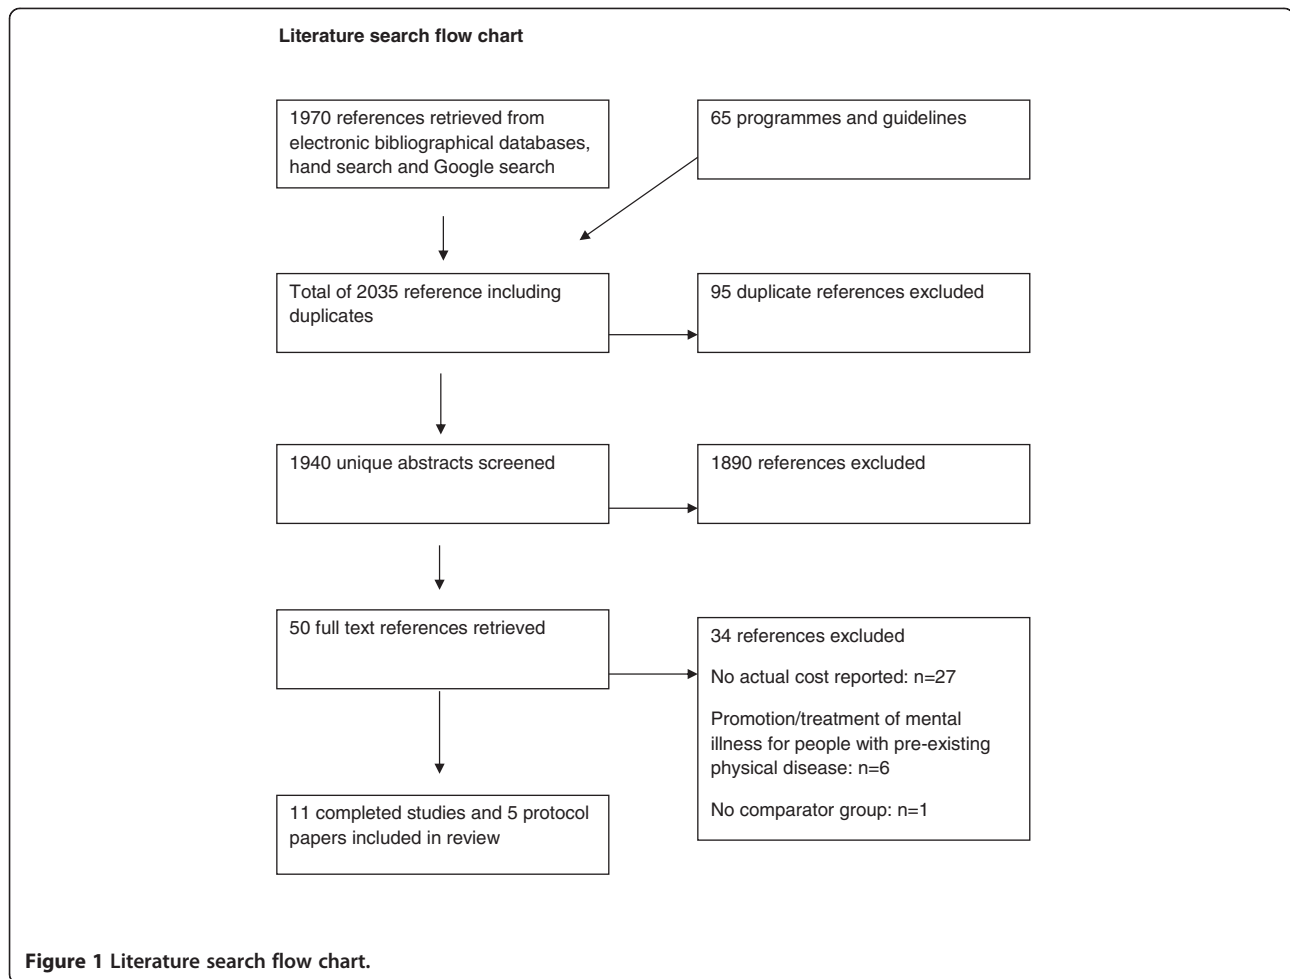 Literature search flow chart
1970 references retrieved from
electronic bibliographical databases,
hand search and Google search
65 programmes and guidelines
Total of 2035 reference including
duplicates
95 duplicate references excluded
1940 unique abstracts screened
1890 references excluded
50 full text references retrieved
34 references excluded
No actual cost reported: n=27
Promotion/treatment of mental
illness for people with pre-existing
physical disease: n=6
No comparator group: n=1
11 completed studies and 5 protocol
papers included in review
Figure 1 Literature search flow chart.